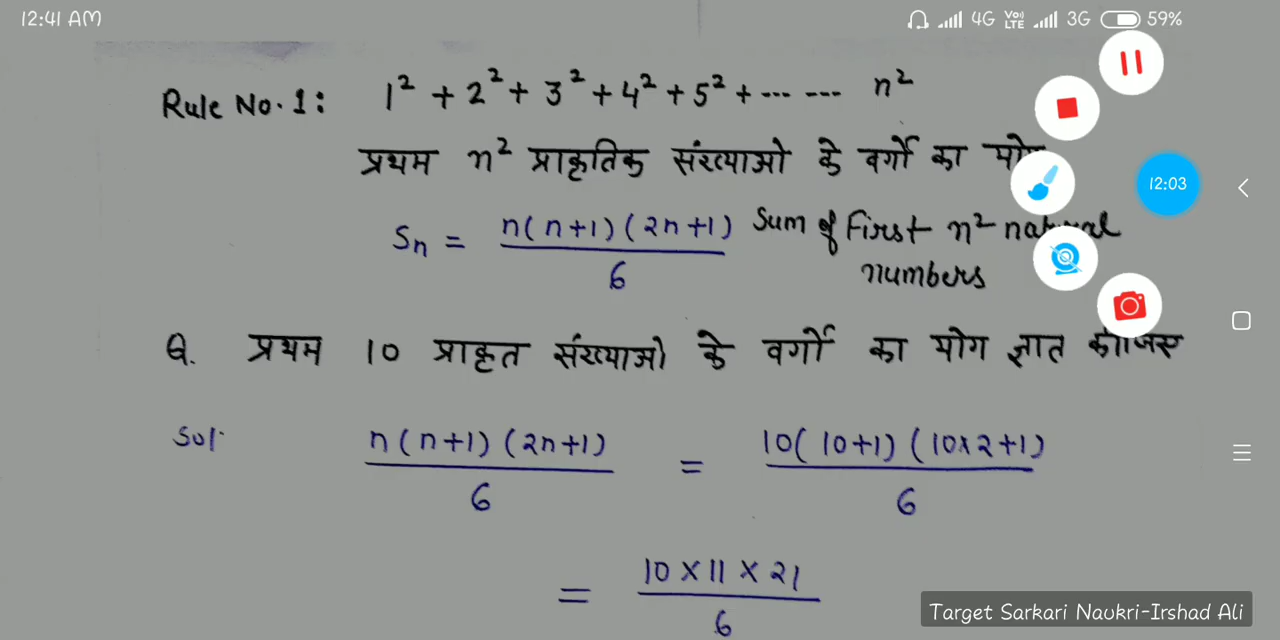 12:41 AM 4G VoLTE 3G 59%
Rule No. 1: 1² + 2² + 3² + 4² + 5² + ... ... n²
प्रथम n² प्राकृतिक संख्याओ के वर्गो का
12:03
Sn = n(n+1)(2n+1)/6 Sum of First n² natural
numbers
Q. प्रथम 10 प्राकृत संख्याओ के वर्गो का योग ज्ञात कीजिए
Sol. n(n+1)(2n+1)/6 = 10(10+1)(10×2+1)/6
= 10×11×21/6
Target Sarkari Naukri-Irshad Ali